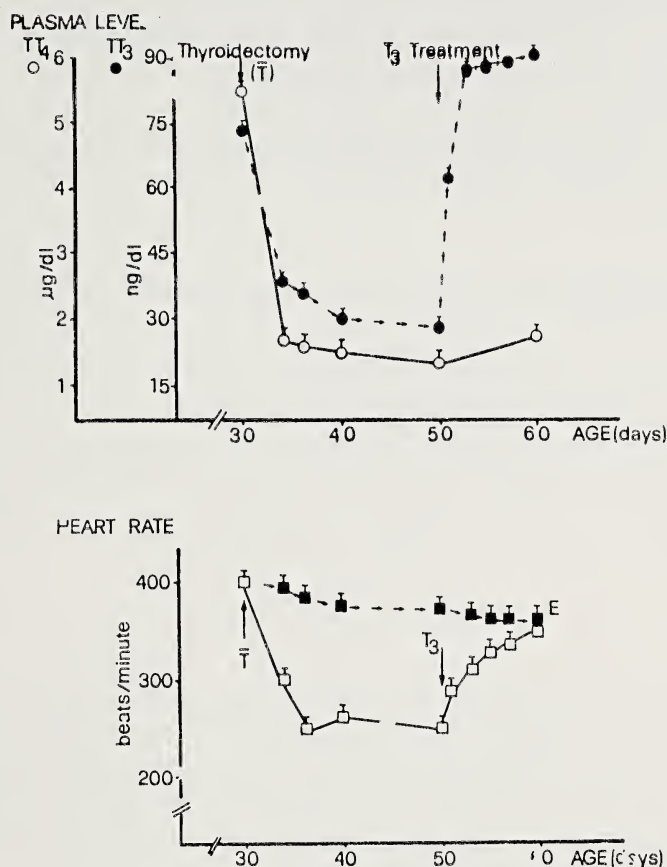 PLASMA LEVEL
TT4 TT3
6 90 Thyroidectomy T3 Treatment
(T̿)
5 75
4 60
3 45
µg/dl ng/dl
2 30
1 15
30 40 50 60 AGE (days)
HEART RATE
400
E
T̿ T3
300
beats/minute
200
30 40 50 0 AGE (d